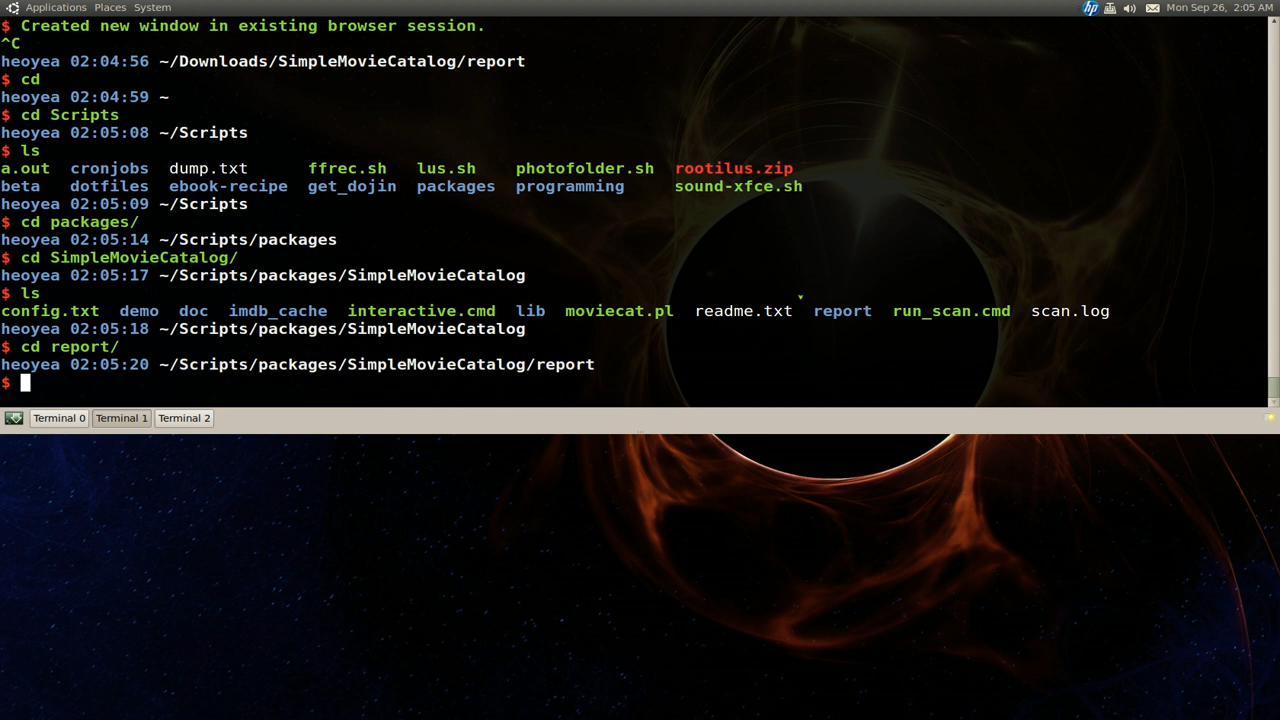 Applications Places System hp Mon Sep 26, 2:05 AM
$ Created new window in existing browser session.
^C
heoyea 02:04:56 ~/Downloads/SimpleMovieCatalog/report
$ cd
heoyea 02:04:59 ~
$ cd Scripts
heoyea 02:05:08 ~/Scripts
$ ls
a.out cronjobs dump.txt ffrec.sh lus.sh photofolder.sh rootilus.zip
beta dotfiles ebook-recipe get_dojin packages programming sound-xfce.sh
heoyea 02:05:09 ~/Scripts
$ cd packages/
heoyea 02:05:14 ~/Scripts/packages
$ cd SimpleMovieCatalog/
heoyea 02:05:17 ~/Scripts/packages/SimpleMovieCatalog
$ ls
config.txt demo doc imdb_cache interactive.cmd lib moviecat.pl readme.txt report run_scan.cmd scan.log
heoyea 02:05:18 ~/Scripts/packages/SimpleMovieCatalog
$ cd report/
heoyea 02:05:20 ~/Scripts/packages/SimpleMovieCatalog/report
$
Terminal 0 Terminal 1 Terminal 2